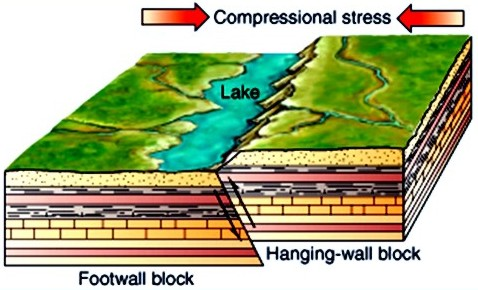 Compressional stress
Lake
Hanging-wall block
Footwall block